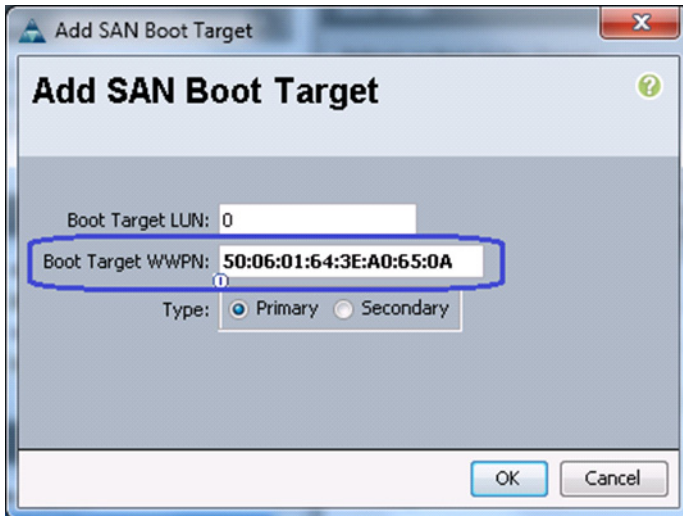 Add SAN Boot Target
Add SAN Boot Target
Boot Target LUN: 0
Boot Target WWPN: 50:06:01:64:3E:A0:65:0A
Type: Primary Secondary
OK Cancel